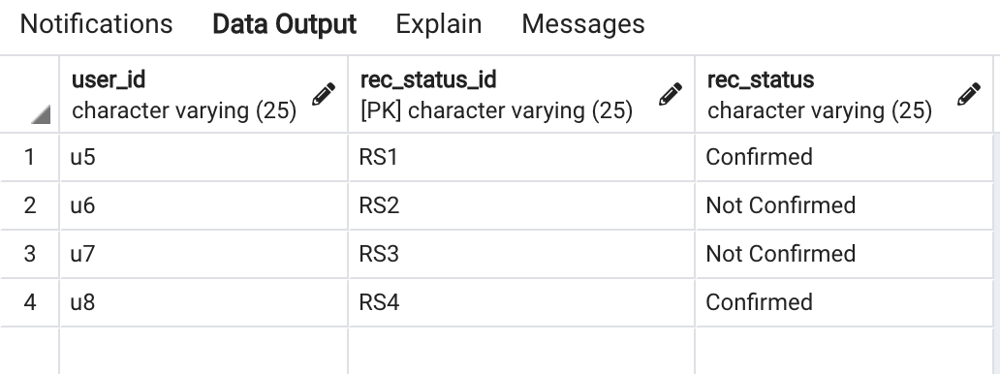 Notifications Data Output Explain Messages
user_id rec_status_id rec_status
character varying (25) [PK] character varying (25) character varying (25)
1 u5 RS1 Confirmed
2 u6 RS2 Not Confirmed
3 u7 RS3 Not Confirmed
4 u8 RS4 Confirmed